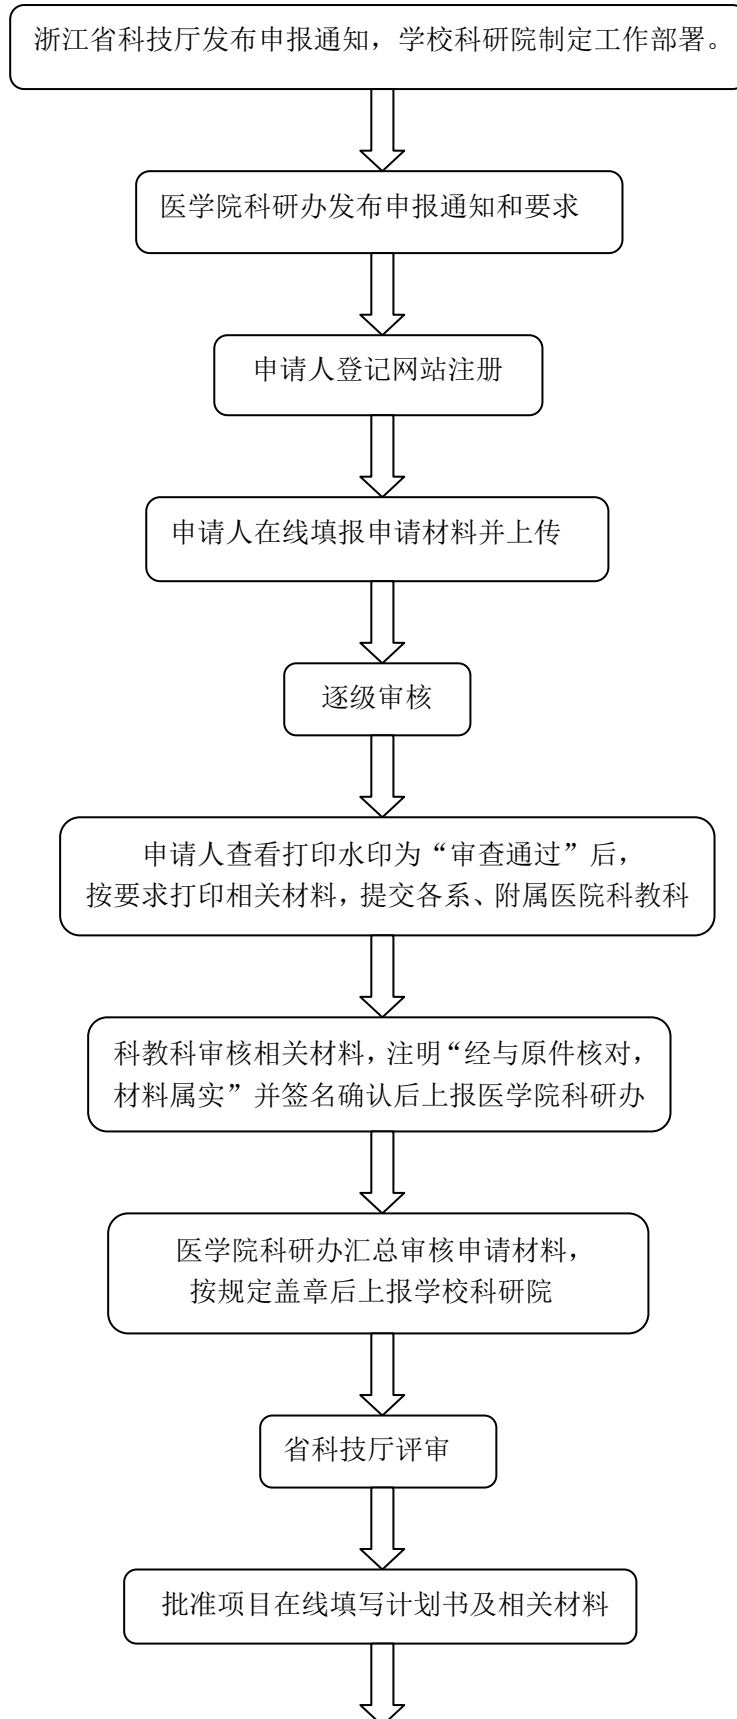 浙江省科技厅发布申报通知，学校科研院制定工作部署。
医学院科研办发布申报通知和要求
申请人登记网站注册
申请人在线填报申请材料并上传
逐级审核
申请人查看打印水印为“审查通过”后，
按要求打印相关材料，提交各系、附属医院科教科
科教科审核相关材料，注明“经与原件核对，
材料属实”并签名确认后上报医学院科研办
医学院科研办汇总审核申请材料，
按规定盖章后上报学校科研院
省科技厅评审
批准项目在线填写计划书及相关材料